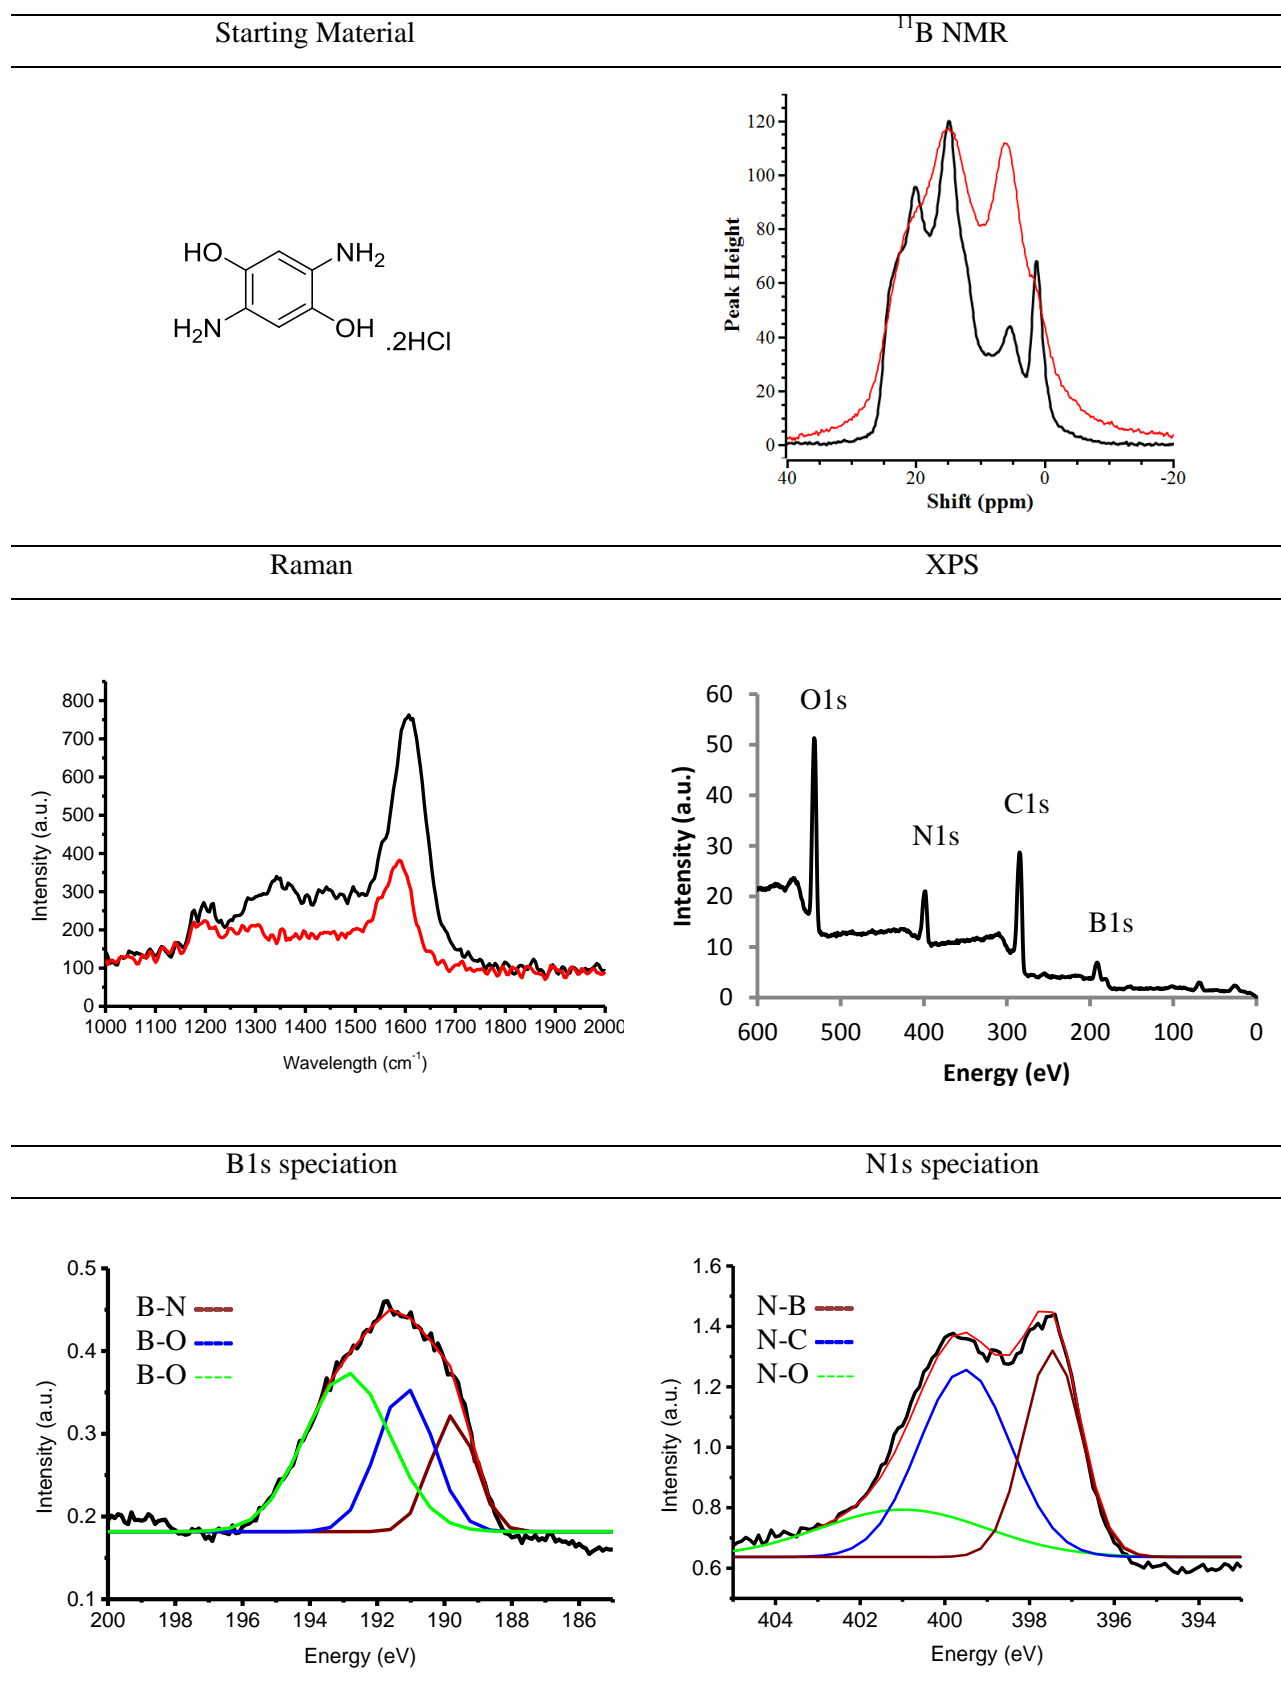 Starting Material
¹¹B NMR
HO
NH₂
H₂N
OH
.2HCl
120
100
80
60
40
20
0
Peak Height
40 20 0 -20
Shift (ppm)
Raman
XPS
800
700
600
500
400
300
200
100
0
Intensity (a.u.)
1000 1100 1200 1300 1400 1500 1600 1700 1800 1900 2000
Wavelength (cm⁻¹)
60
50
40
30
20
10
0
Intensity (a.u.)
O1s
N1s
C1s
B1s
600 500 400 300 200 100 0
Energy (eV)
B1s speciation
N1s speciation
0.5
0.4
0.3
0.2
0.1
Intensity (a.u.)
B-N
B-O
B-O
200 198 196 194 192 190 188 186
Energy (eV)
1.6
1.4
1.2
1.0
0.8
0.6
Intensity (a.u.)
N-B
N-C
N-O
404 402 400 398 396 394
Energy (eV)